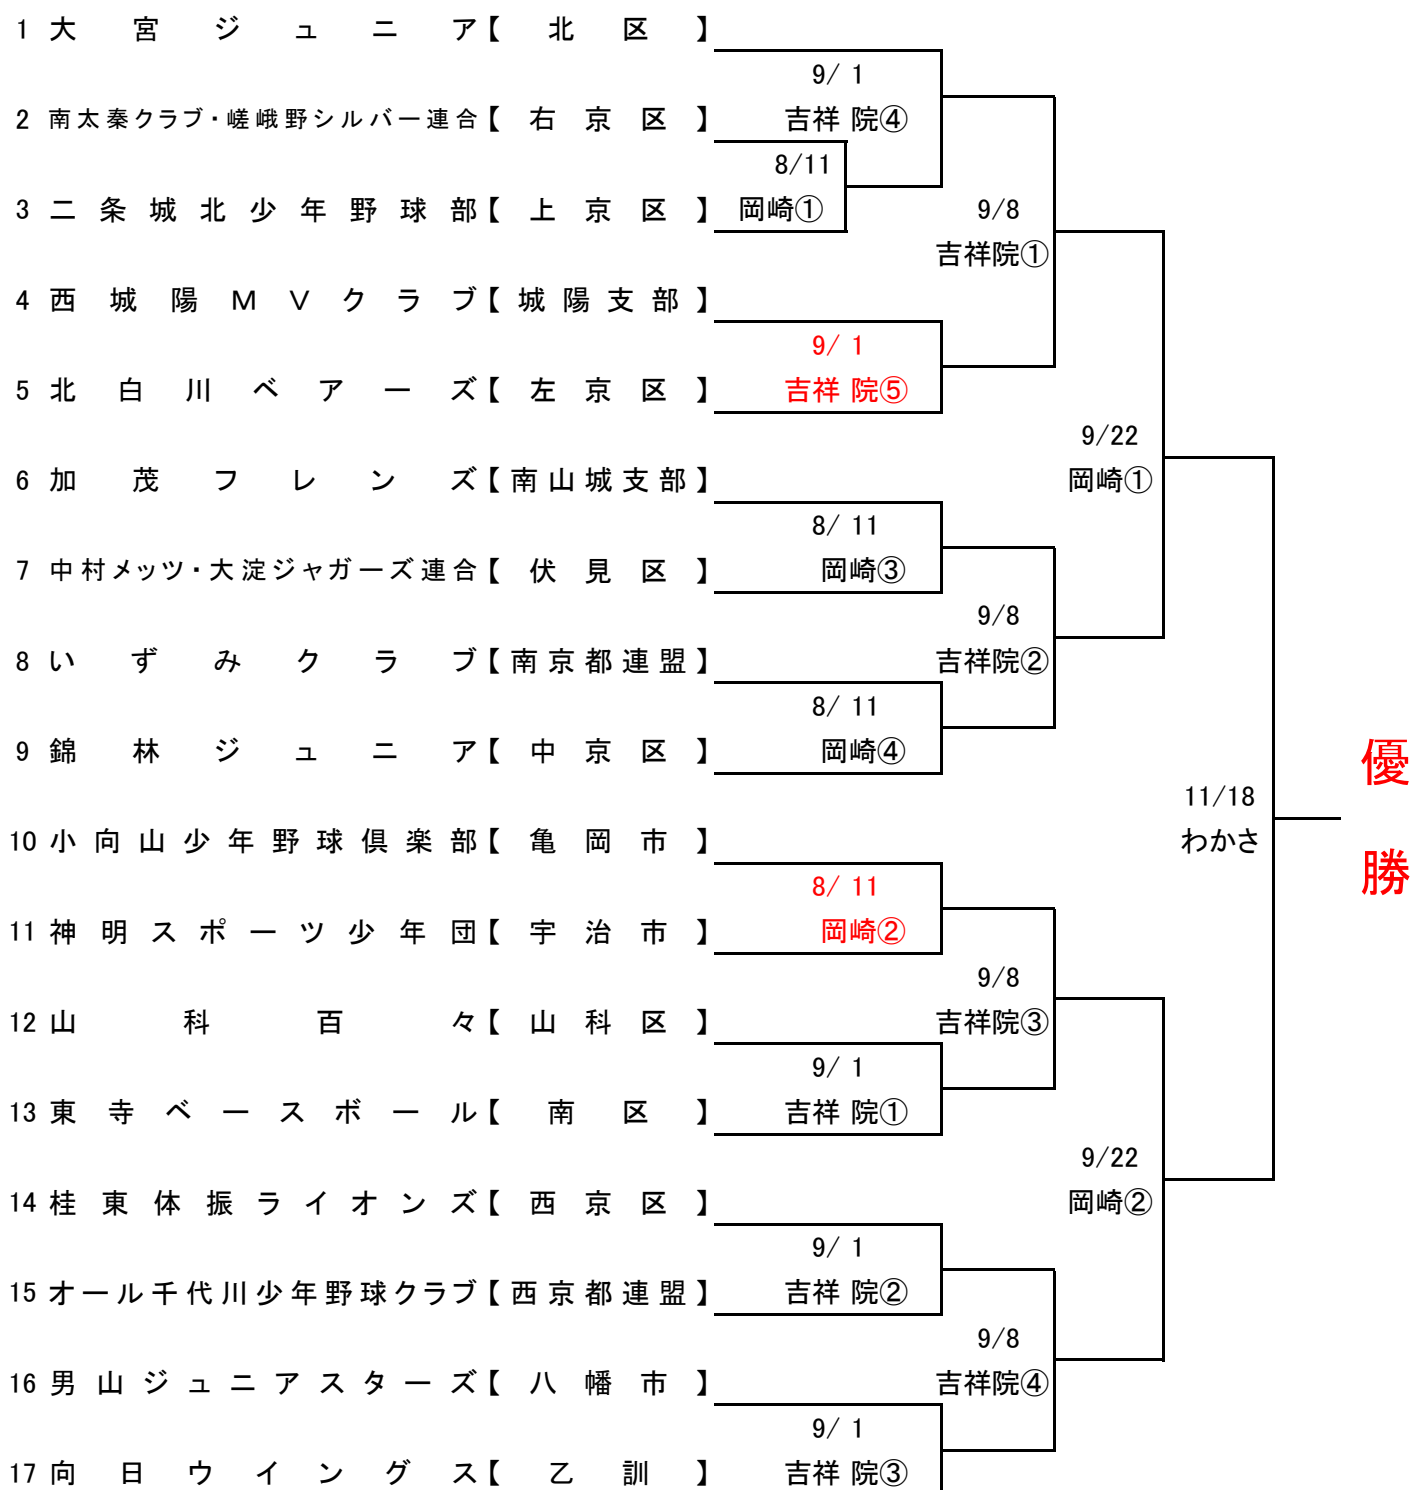 1 大宮ジュニア【北区】
9/ 1
2 南太秦クラブ・嵯峨野シルバー連合【右京区】 吉祥 院④
8/11
3 二条城北少年野球部【上京区】 岡崎① 9/8
吉祥院①
4 西城陽MVクラブ【城陽支部】
9/ 1
5 北白川ベアーズ【左京区】 吉祥 院⑤
9/22
6 加茂フレンズ【南山城支部】 岡崎①
8/ 11
7 中村メッツ・大淀ジャガーズ連合【伏見区】 岡崎③
9/8
8 いずみクラブ【南京都連盟】 吉祥院②
8/ 11
9 錦林ジュニア【中京区】 岡崎④ 優
11/18
10 小向山少年野球倶楽部【亀岡市】 わかさ
8/ 11 勝
11 神明スポーツ少年団【宇治市】 岡崎②
9/8
12 山科百々【山科区】 吉祥院③
9/ 1
13 東寺ベースボール【南区】 吉祥 院①
9/22
14 桂東体振ライオンズ【西京区】 岡崎②
9/ 1
15 オール千代川少年野球クラブ【西京都連盟】 吉祥 院②
9/8
16 男山ジュニアスターズ【八幡市】 吉祥院④
9/ 1
17 向日ウイングス【乙訓】 吉祥 院③